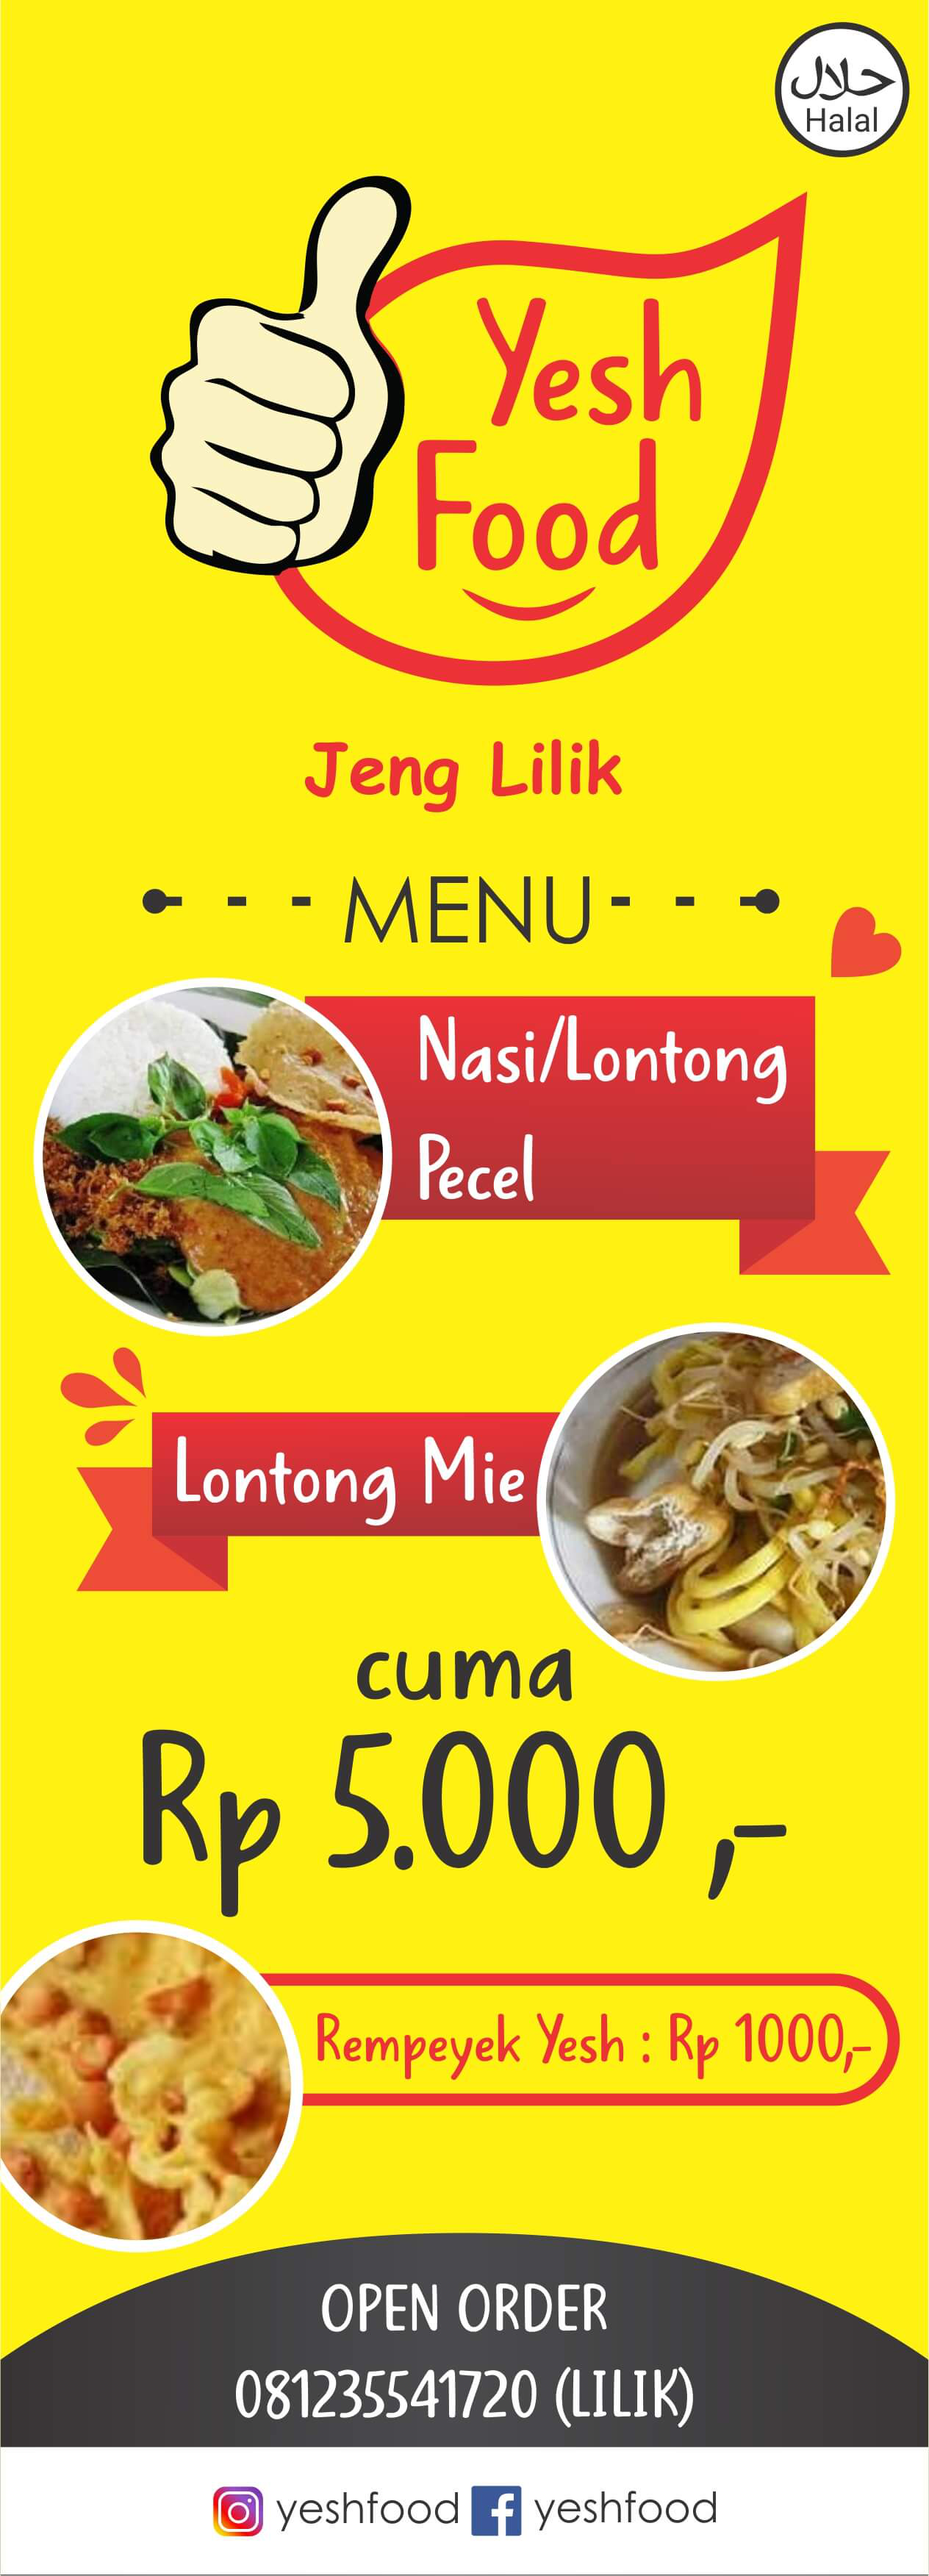 حلال
Halal
Yesh
Food
Jeng Lilik
MENU
Nasi/Lontong
Pecel
Lontong Mie
cuma
Rp 5.000 ,-
Rempeyek Yesh : Rp 1000,-
OPEN ORDER
081235541720 (LILIK)
yeshfood yeshfood